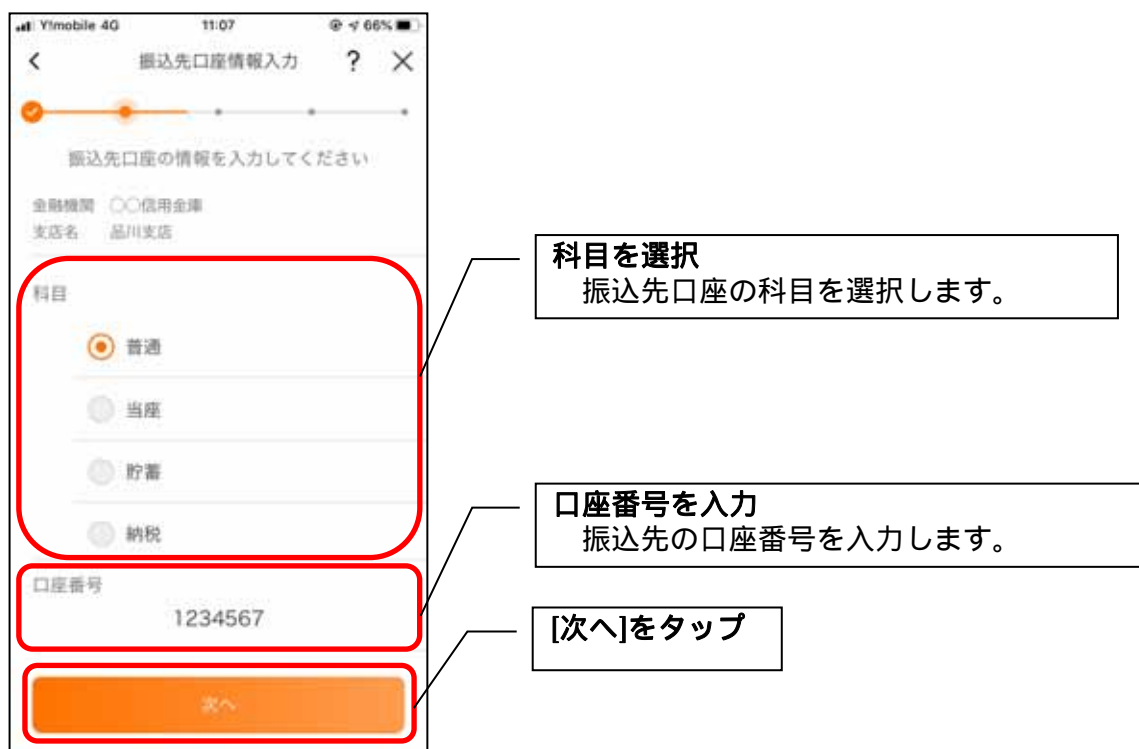 Y!mobile 4G 11:07 66%
振込先口座情報入力 ?
振込先口座の情報を入力してください
金融機関 〇〇信用金庫
支店名 品川支店
科目
普通
当座
貯蓄
納税
口座番号
1234567
次へ
科目を選択
振込先口座の科目を選択します。
口座番号を入力
振込先の口座番号を入力します。
[次へ]をタップ